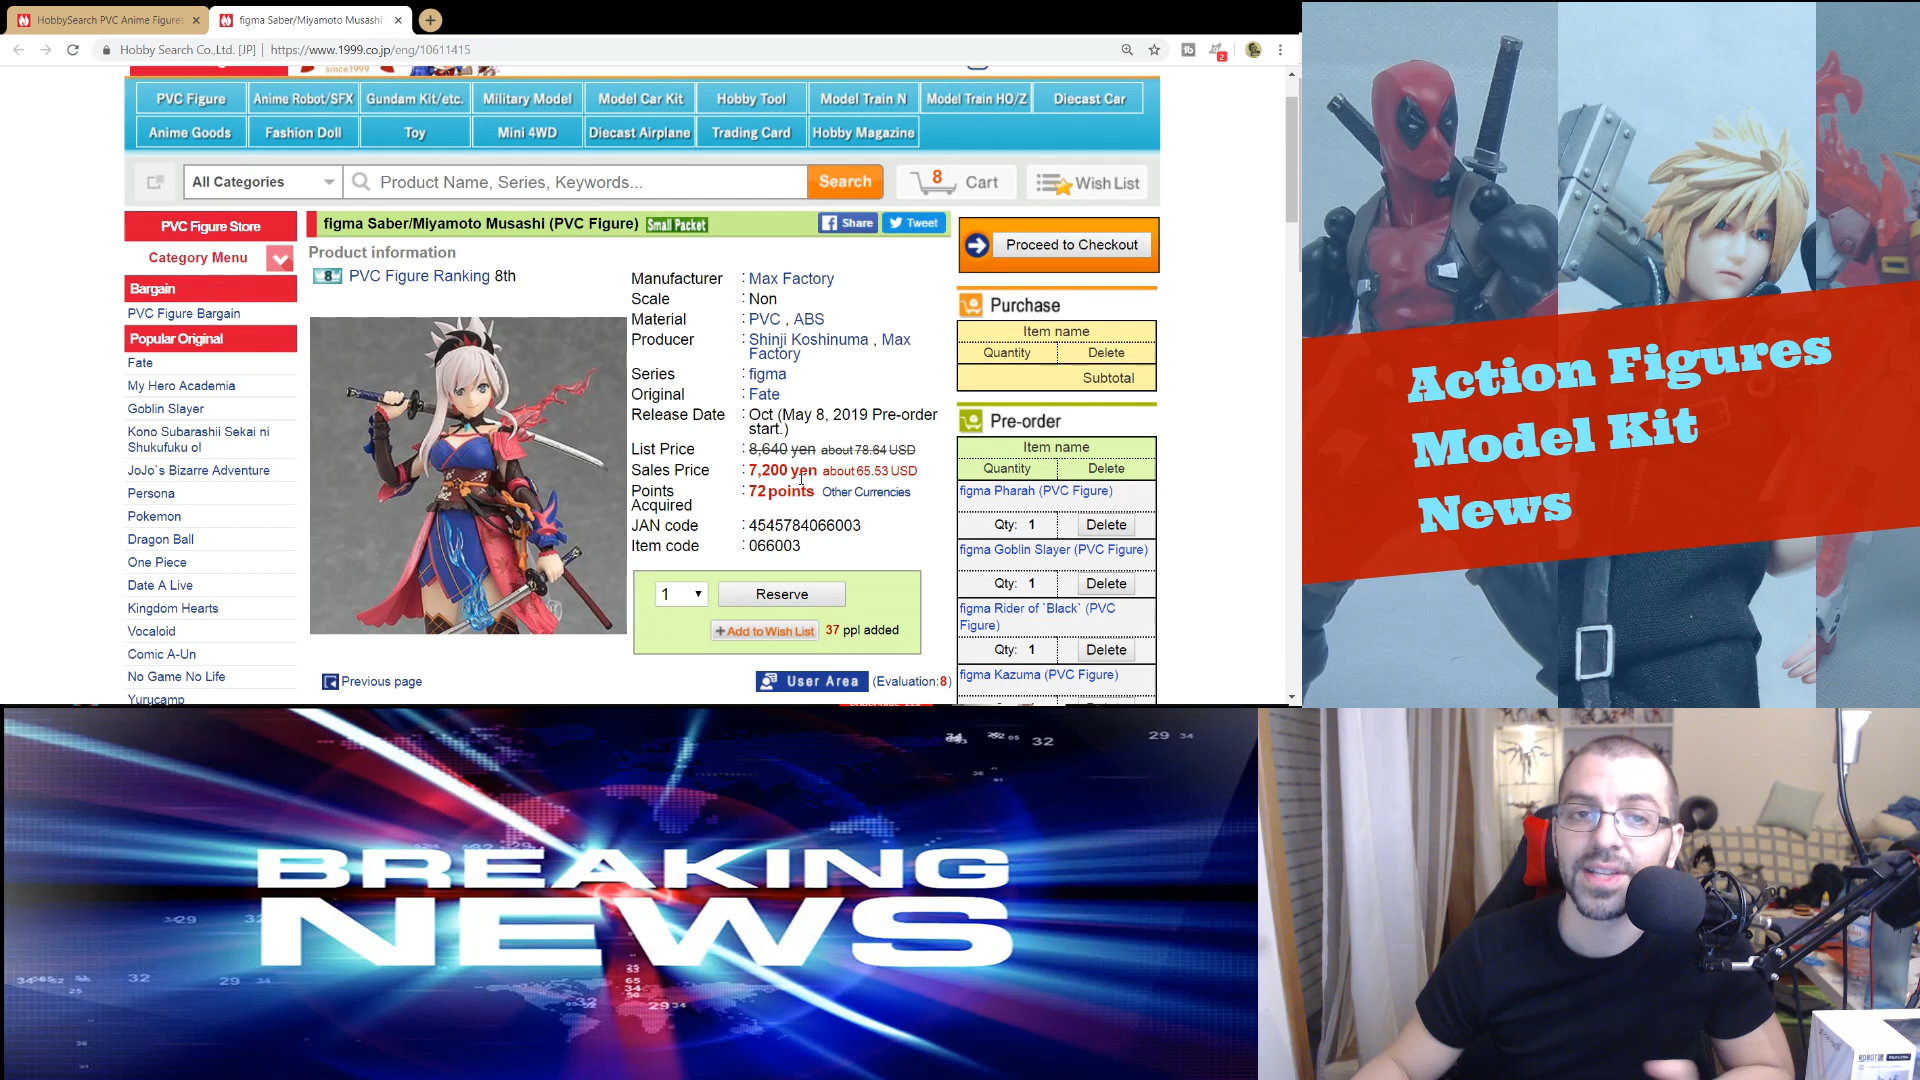 HobbySearch PVC Anime Figures
figma Saber/Miyamoto Musashi
Hobby Search Co.,Ltd. [JP] | https://www.1999.co.jp/eng/10611415
since1999
PVC Figure
Anime Robot/SFX
Gundam Kit/etc.
Military Model
Model Car Kit
Hobby Tool
Model Train N
Model Train HO/Z
Diecast Car
Anime Goods
Fashion Doll
Toy
Mini 4WD
Diecast Airplane
Trading Card
Hobby Magazine
All Categories
Product Name, Series, Keywords...
Search
8 Cart
Wish List
PVC Figure Store
Category Menu
Bargain
PVC Figure Bargain
Popular Original
Fate
My Hero Academia
Goblin Slayer
Kono Subarashii Sekai ni
Shukufuku o!
JoJo`s Bizarre Adventure
Persona
Pokemon
Dragon Ball
One Piece
Date A Live
Kingdom Hearts
Vocaloid
Comic A-Un
No Game No Life
Yurucamp
figma Saber/Miyamoto Musashi (PVC Figure) Small Packet
Share
Tweet
Product information
8 PVC Figure Ranking 8th
Manufacturer : Max Factory
Scale : Non
Material : PVC , ABS
Producer : Shinji Koshinuma , Max
Factory
Series : figma
Original : Fate
Release Date : Oct (May 8, 2019 Pre-order
start.)
List Price : 8,640 yen about 78.64 USD
Sales Price : 7,200 yen about 65.53 USD
Points : 72 points Other Currencies
Acquired
JAN code : 4545784066003
Item code : 066003
1 Reserve
+Add to Wish List 37 ppl added
Previous page
User Area (Evaluation:8)
Proceed to Checkout
Purchase
Item name
Quantity Delete
Subtotal
Pre-order
Item name
Quantity Delete
figma Pharah (PVC Figure)
Qty: 1 Delete
figma Goblin Slayer (PVC Figure)
Qty: 1 Delete
figma Rider of `Black` (PVC
Figure)
Qty: 1 Delete
figma Kazuma (PVC Figure)
Action Figures
Model Kit
News
BREAKING
NEWS